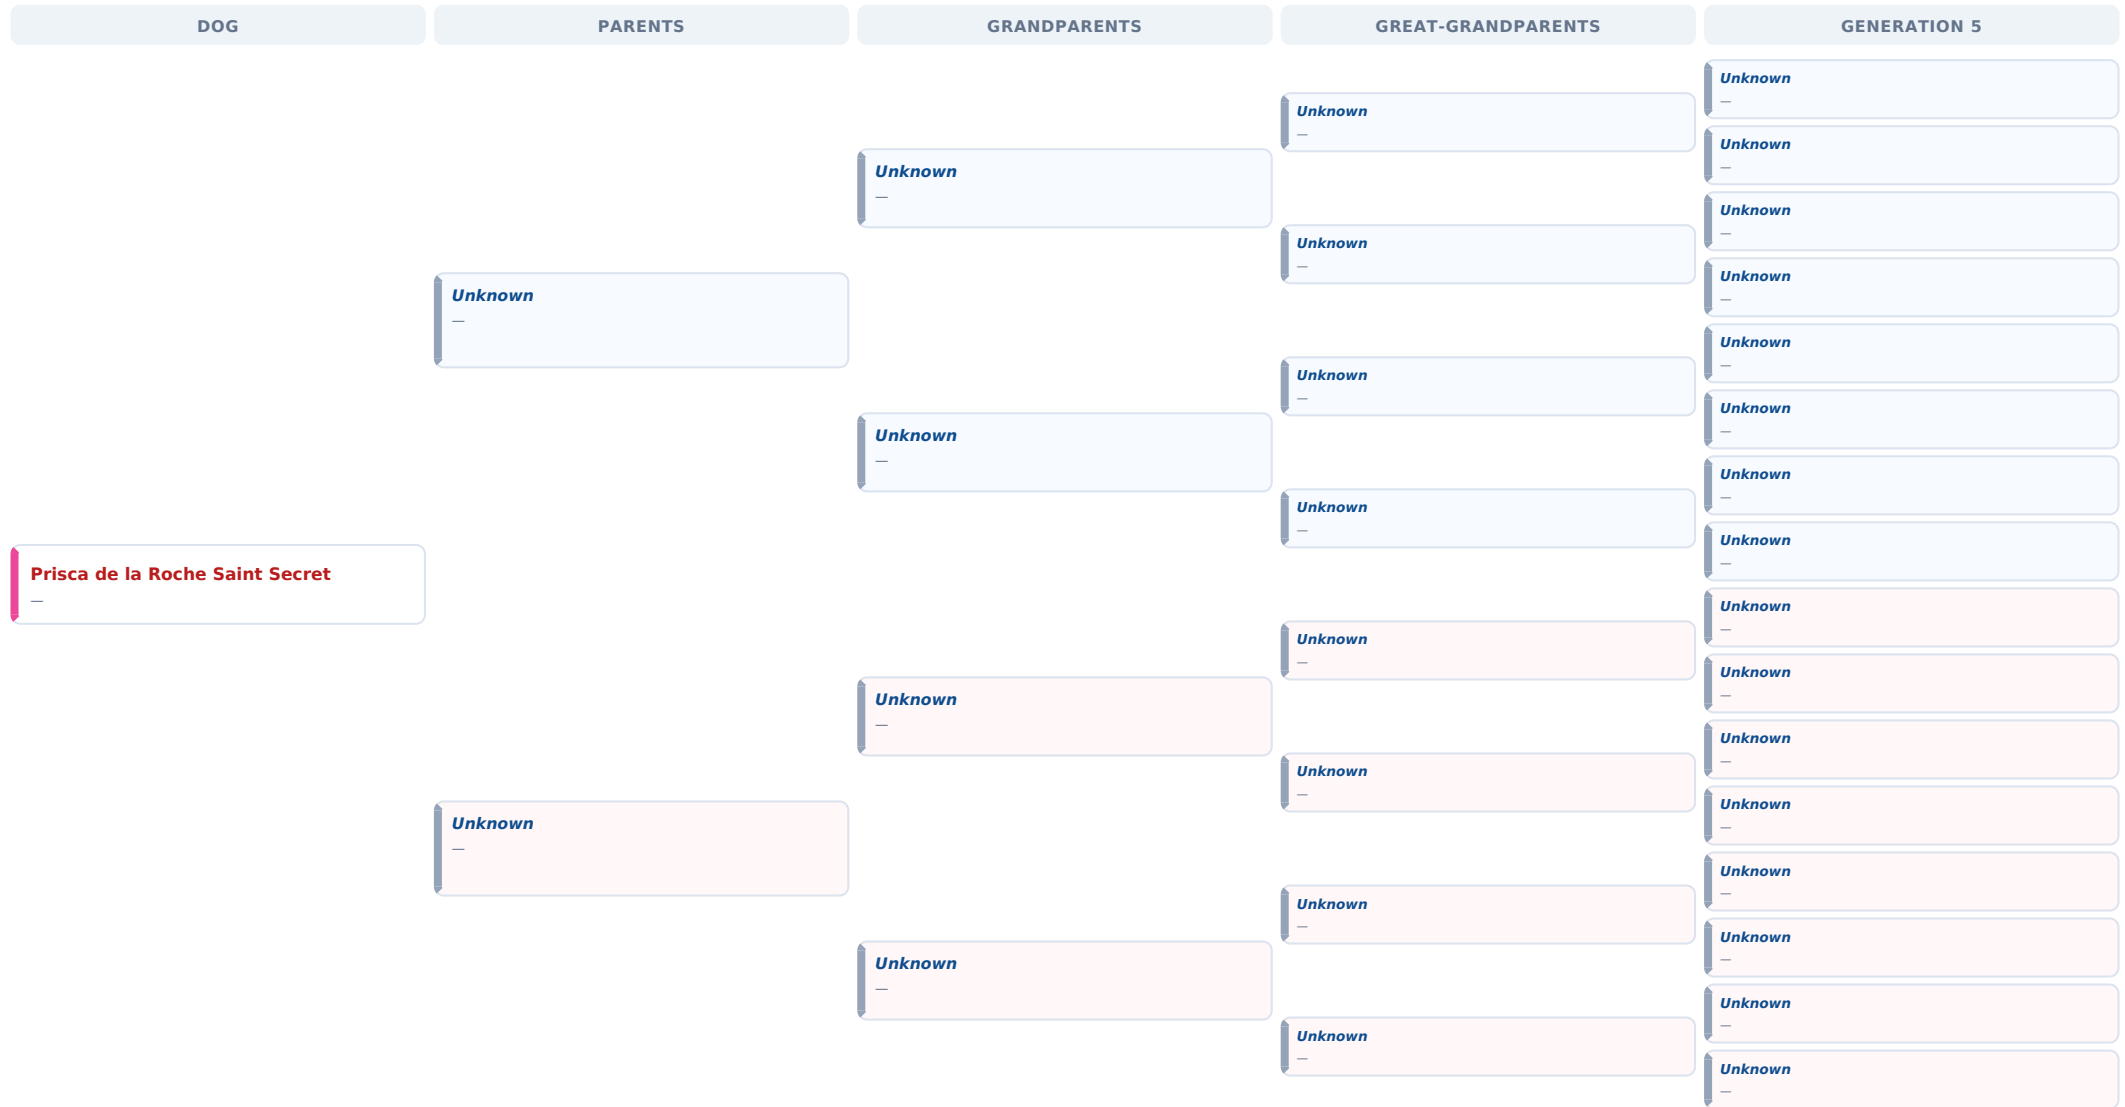 DOG
PARENTS
GRANDPARENTS
GREAT-GRANDPARENTS
GENERATION 5
Prisca de la Roche Saint Secret
—
Unknown
—
Unknown
—
Unknown
—
Unknown
—
Unknown
—
Unknown
—
Unknown
—
Unknown
—
Unknown
—
Unknown
—
Unknown
—
Unknown
—
Unknown
—
Unknown
—
Unknown
—
Unknown
—
Unknown
—
Unknown
—
Unknown
—
Unknown
—
Unknown
—
Unknown
—
Unknown
—
Unknown
—
Unknown
—
Unknown
—
Unknown
—
Unknown
—
Unknown
—
Unknown
—